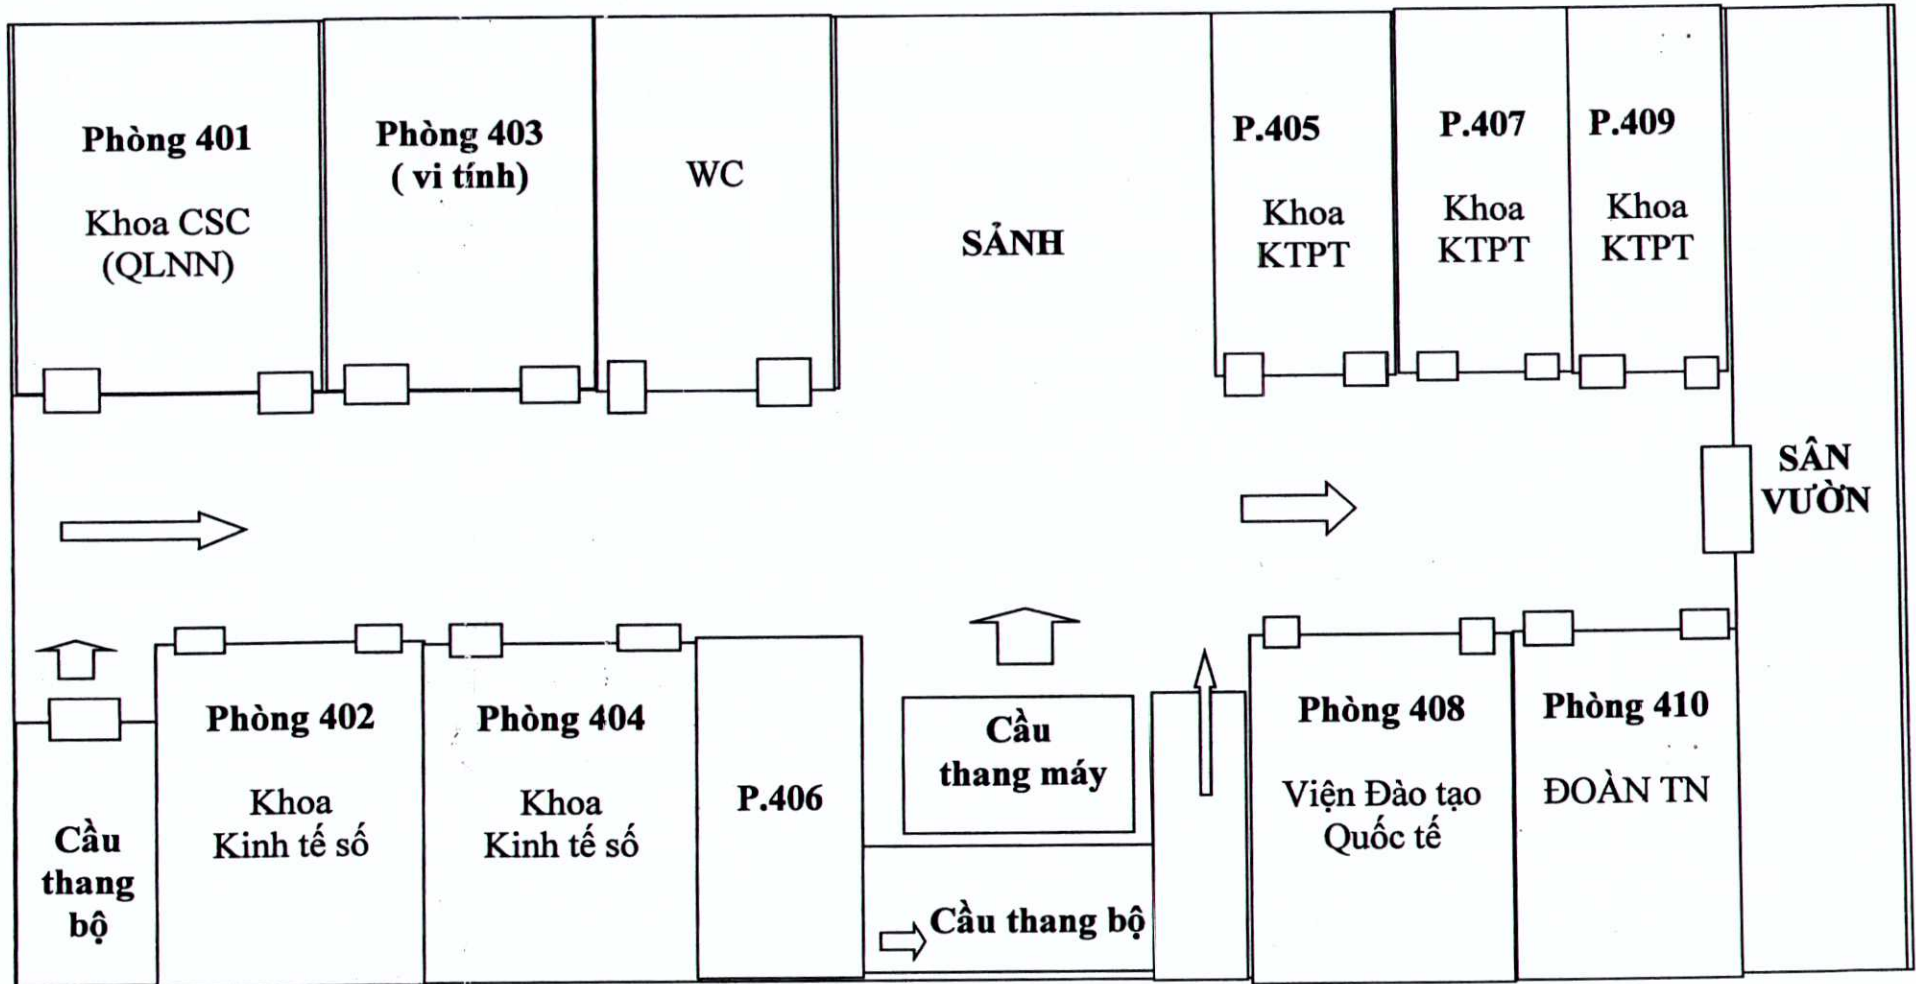 Phòng 401
Khoa CSC
(QLNN)
Phòng 403
( vi tính)
WC
SẢNH
P.405
Khoa
KTPT
P.407
Khoa
KTPT
P.409
Khoa
KTPT
SÂN
VƯỜN
Cầu
thang
bộ
Phòng 402
Khoa
Kinh tế số
Phòng 404
Khoa
Kinh tế số
P.406
Cầu
thang máy
Cầu thang bộ
Phòng 408
Viện Đào tạo
Quốc tế
Phòng 410
ĐOÀN TN